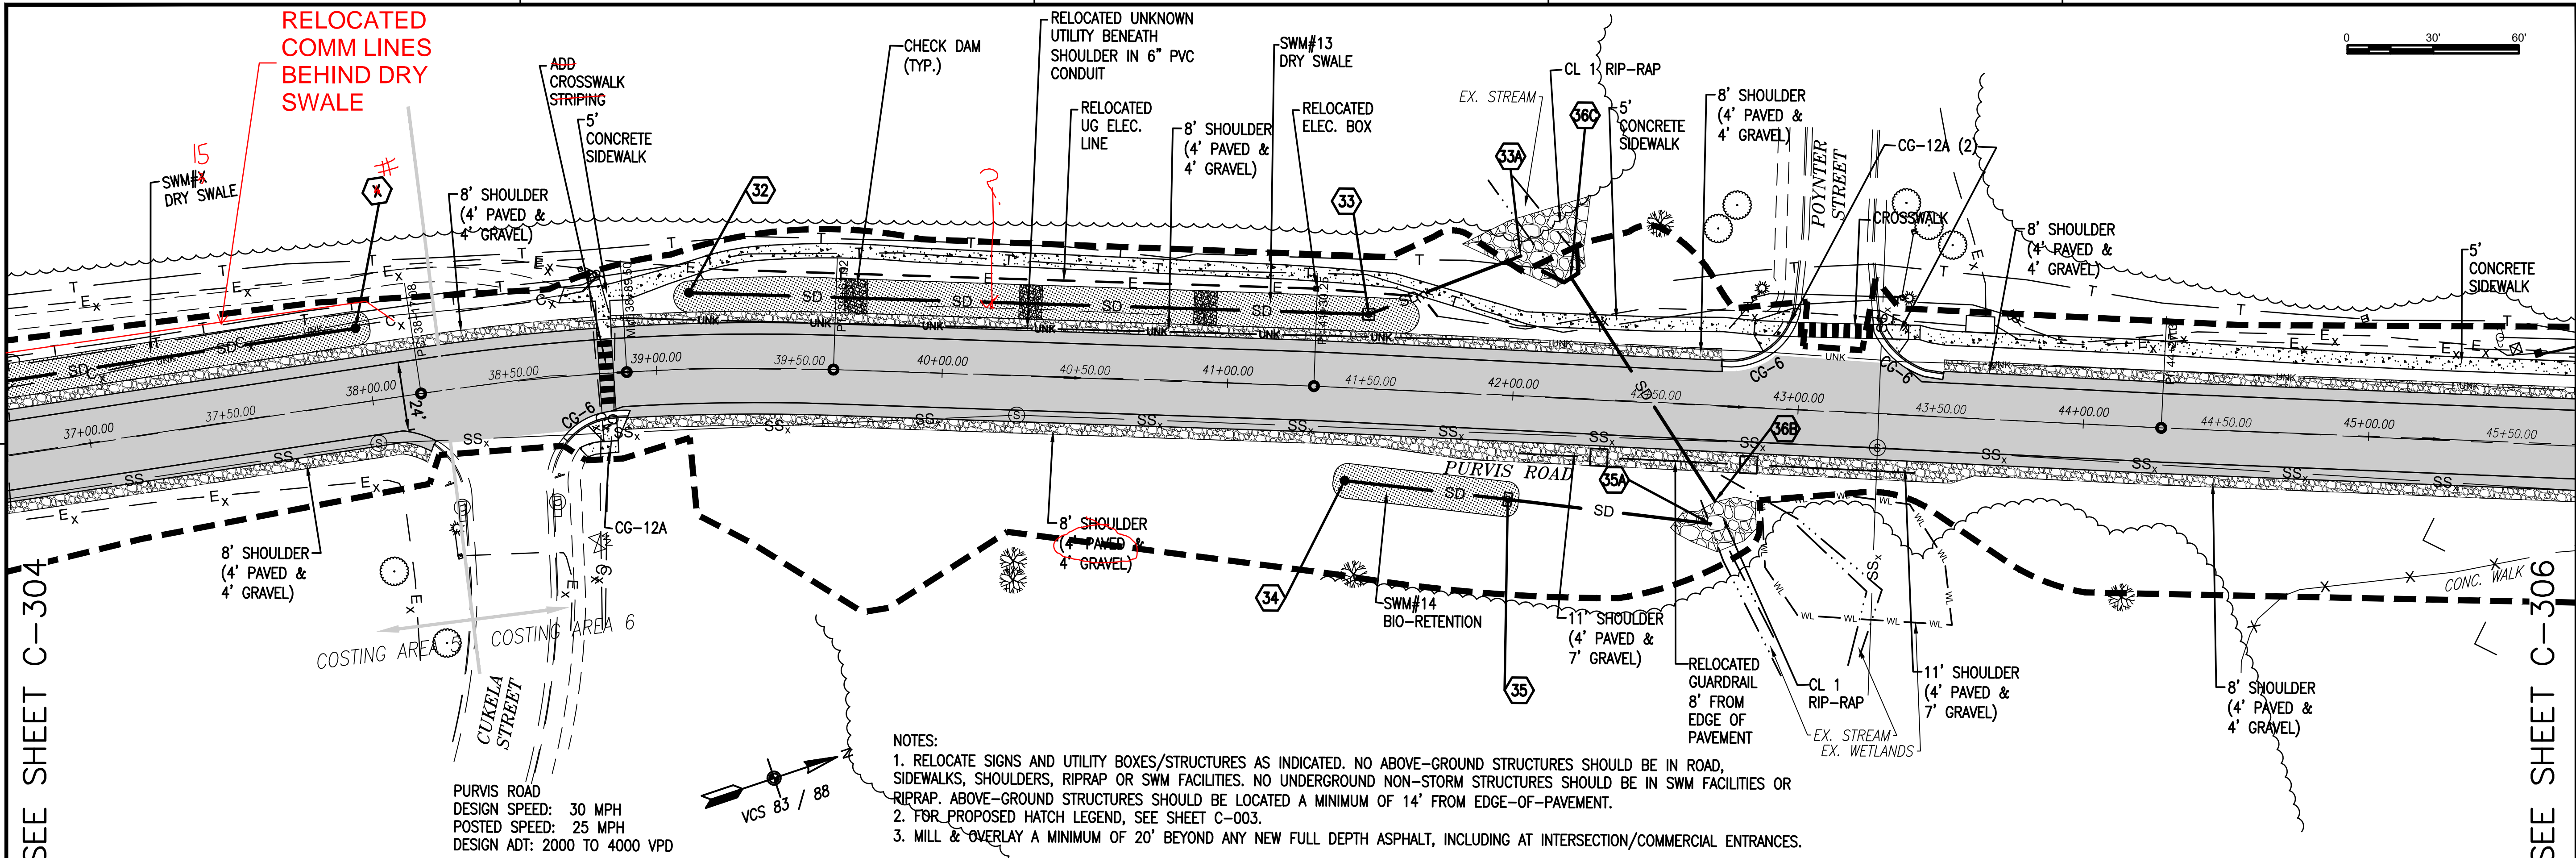 RELOCATED
COMM LINES
BEHIND DRY
SWALE
ADD
CROSSWALK
STRIPING
5'
CONCRETE
SIDEWALK
CHECK DAM
(TYP.)
RELOCATED UNKNOWN
UTILITY BENEATH
SHOULDER IN 6" PVC
CONDUIT
RELOCATED
UG ELEC.
LINE
8' SHOULDER
(4' PAVED &
4' GRAVEL)
SWM#13
DRY SWALE
RELOCATED
ELEC. BOX
EX. STREAM
CL 1 RIP-RAP
33A
36C
5'
CONCRETE
SIDEWALK
8' SHOULDER
(4' PAVED &
4' GRAVEL)
POYNTER
STREET
CG-12A (2)
CROSSWALK
8' SHOULDER
(4' PAVED &
4' GRAVEL)
5'
CONCRETE
SIDEWALK
0 30' 60'
15
SWM#X
DRY SWALE
#
X
8' SHOULDER
(4' PAVED &
4' GRAVEL)
32
?
33
37+00.00
37+50.00
38+00.00
38+50.00
39+00.00
39+50.00
40+00.00
40+50.00
41+00.00
41+50.00
42+00.00
42+50.00
43+00.00
43+50.00
44+00.00
44+50.00
45+00.00
45+50.00
24'
CG-6
CG-6
CG-6
SD
UNK
SSx
Ex
T
Cx
WL
PURVIS ROAD
35A
36B
8' SHOULDER
(4' PAVED &
4' GRAVEL)
CG-12A
8' SHOULDER
(4' PAVED &
4' GRAVEL)
34
SWM#14
BIO-RETENTION
35
11' SHOULDER
(4' PAVED &
7' GRAVEL)
RELOCATED
GUARDRAIL
8' FROM
EDGE OF
PAVEMENT
CL 1
RIP-RAP
EX. STREAM
EX. WETLANDS
11' SHOULDER
(4' PAVED &
7' GRAVEL)
8' SHOULDER
(4' PAVED &
4' GRAVEL)
CONC. WALK
COSTING AREA 5
COSTING AREA 6
CUKELA
STREET
SEE SHEET C-304
SEE SHEET C-306
PURVIS ROAD
DESIGN SPEED: 30 MPH
POSTED SPEED: 25 MPH
DESIGN ADT: 2000 TO 4000 VPD
N
VCS 83 / 88
NOTES:
1. RELOCATE SIGNS AND UTILITY BOXES/STRUCTURES AS INDICATED. NO ABOVE-GROUND STRUCTURES SHOULD BE IN ROAD,
SIDEWALKS, SHOULDERS, RIPRAP OR SWM FACILITIES. NO UNDERGROUND NON-STORM STRUCTURES SHOULD BE IN SWM FACILITIES OR
RIPRAP. ABOVE-GROUND STRUCTURES SHOULD BE LOCATED A MINIMUM OF 14' FROM EDGE-OF-PAVEMENT.
2. FOR PROPOSED HATCH LEGEND, SEE SHEET C-003.
3. MILL & OVERLAY A MINIMUM OF 20' BEYOND ANY NEW FULL DEPTH ASPHALT, INCLUDING AT INTERSECTION/COMMERCIAL ENTRANCES.